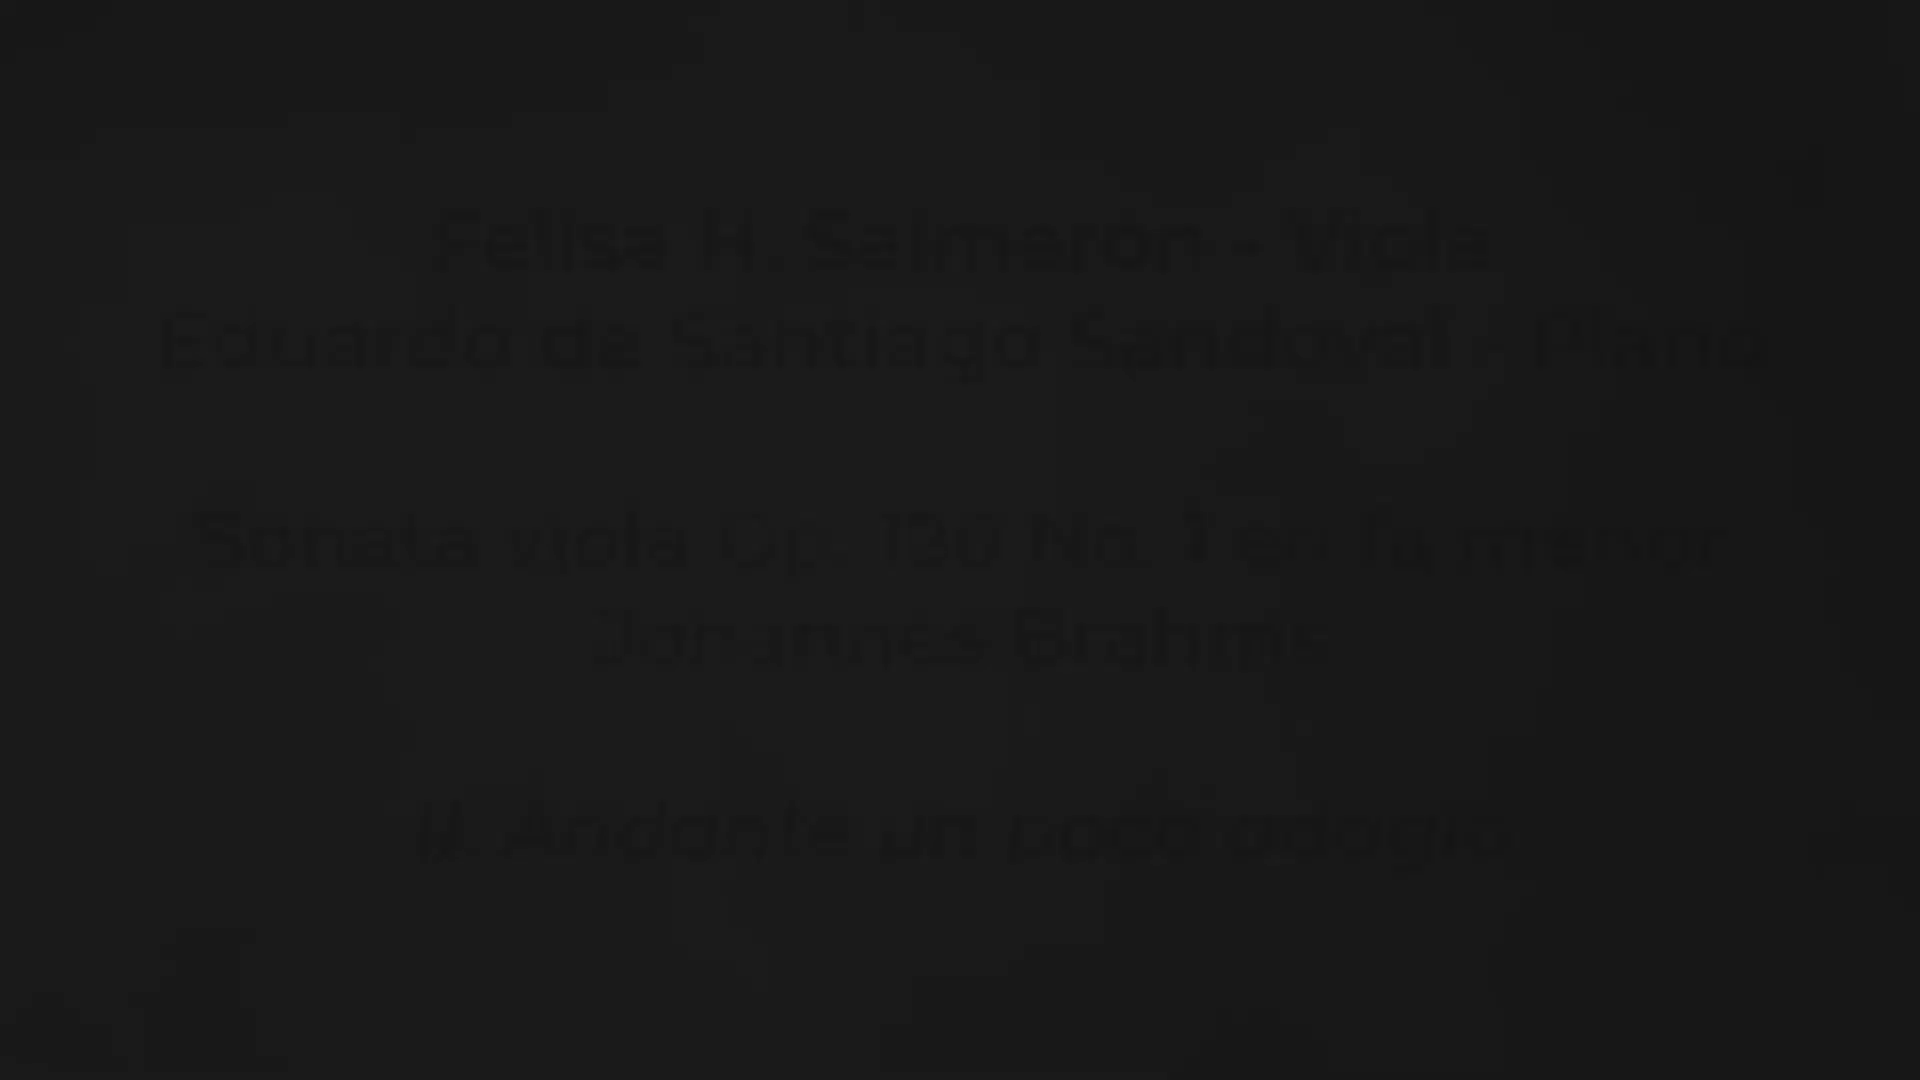 Felisa H. Salmerón - Viola
Eduardo de Santiago Sandoval - Piano
Sonata viola Op. 120 No. 1 en fa menor
Johannes Brahms
II. Andante un poco adagio